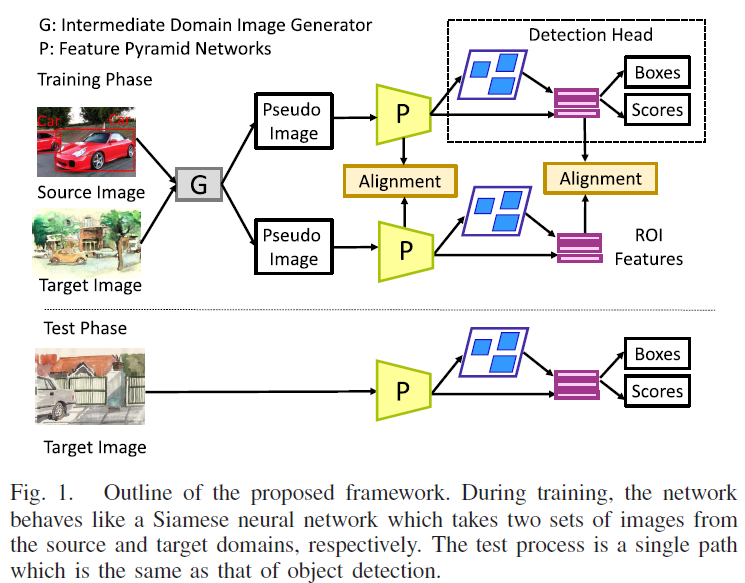 G: Intermediate Domain Image Generator
P: Feature Pyramid Networks
Training Phase
Detection Head
Car
Car
Source Image
Target Image
G
Pseudo
Image
Pseudo
Image
P
Alignment
P
Boxes
Scores
Alignment
ROI
Features
Test Phase
Target Image
P
Boxes
Scores
Fig. 1. Outline of the proposed framework. During training, the network
behaves like a Siamese neural network which takes two sets of images from
the source and target domains, respectively. The test process is a single path
which is the same as that of object detection.